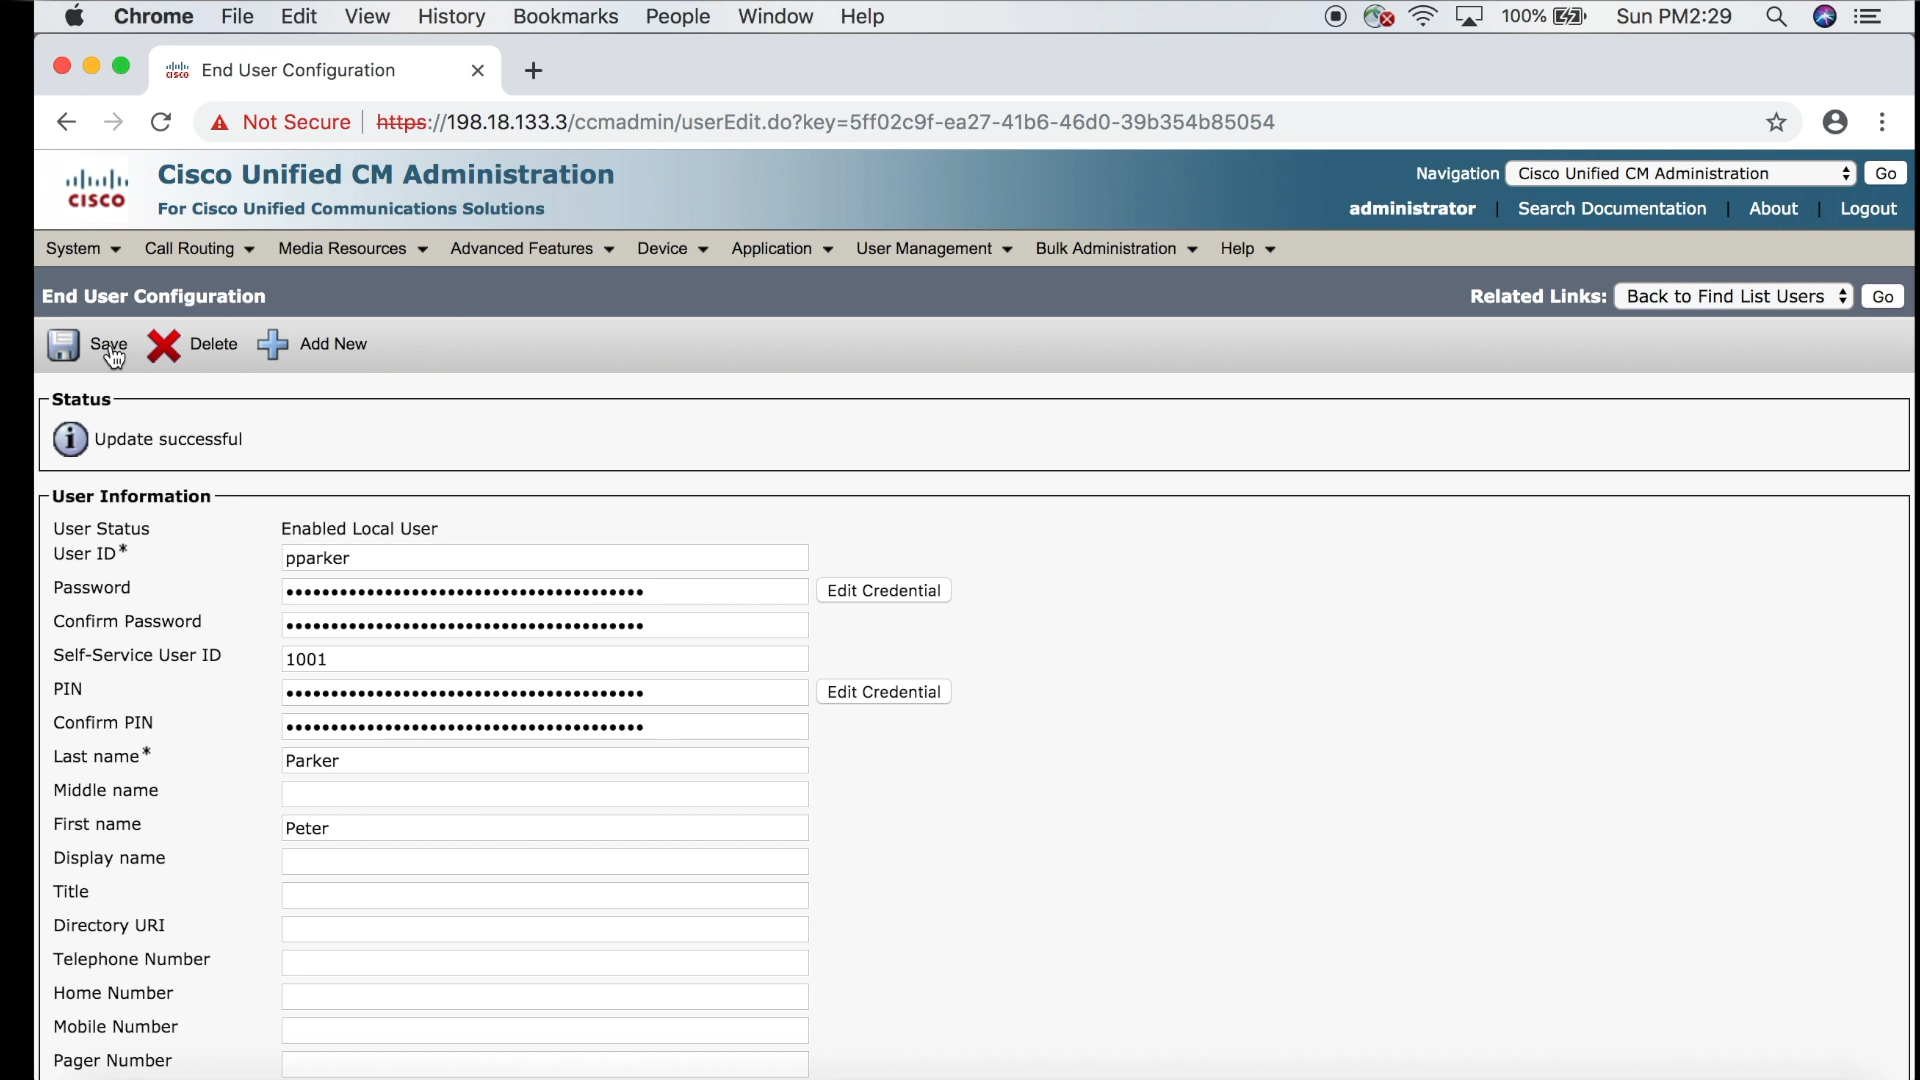 Chrome File Edit View History Bookmarks People Window Help 100% Sun PM2:29
cisco End User Configuration
Not Secure https://198.18.133.3/ccmadmin/userEdit.do?key=5ff02c9f-ea27-41b6-46d0-39b354b85054
cisco
Cisco Unified CM Administration
For Cisco Unified Communications Solutions
Navigation Cisco Unified CM Administration Go
administrator | Search Documentation | About | Logout
System Call Routing Media Resources Advanced Features Device Application User Management Bulk Administration Help
End User Configuration Related Links: Back to Find List Users Go
Save Delete Add New
Status
i Update successful
User Information
User Status Enabled Local User
User ID* pparker
Password •••••••••••••••••••••••••••••••••••••••• Edit Credential
Confirm Password ••••••••••••••••••••••••••••••••••••••••
Self-Service User ID 1001
PIN •••••••••••••••••••••••••••••••••••••••• Edit Credential
Confirm PIN ••••••••••••••••••••••••••••••••••••••••
Last name* Parker
Middle name
First name Peter
Display name
Title
Directory URI
Telephone Number
Home Number
Mobile Number
Pager Number